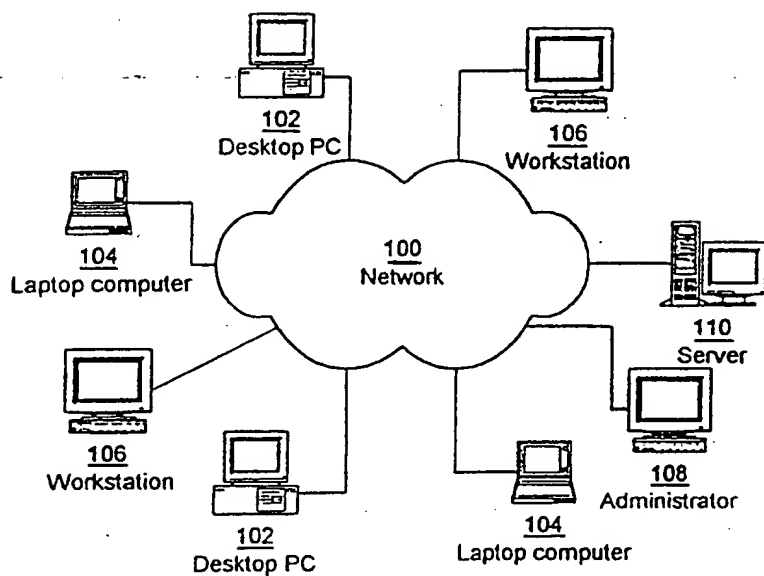 102
Desktop PC
106
Workstation
104
Laptop computer
100
Network
110
Server
106
Workstation
108
Administrator
102
Desktop PC
104
Laptop computer